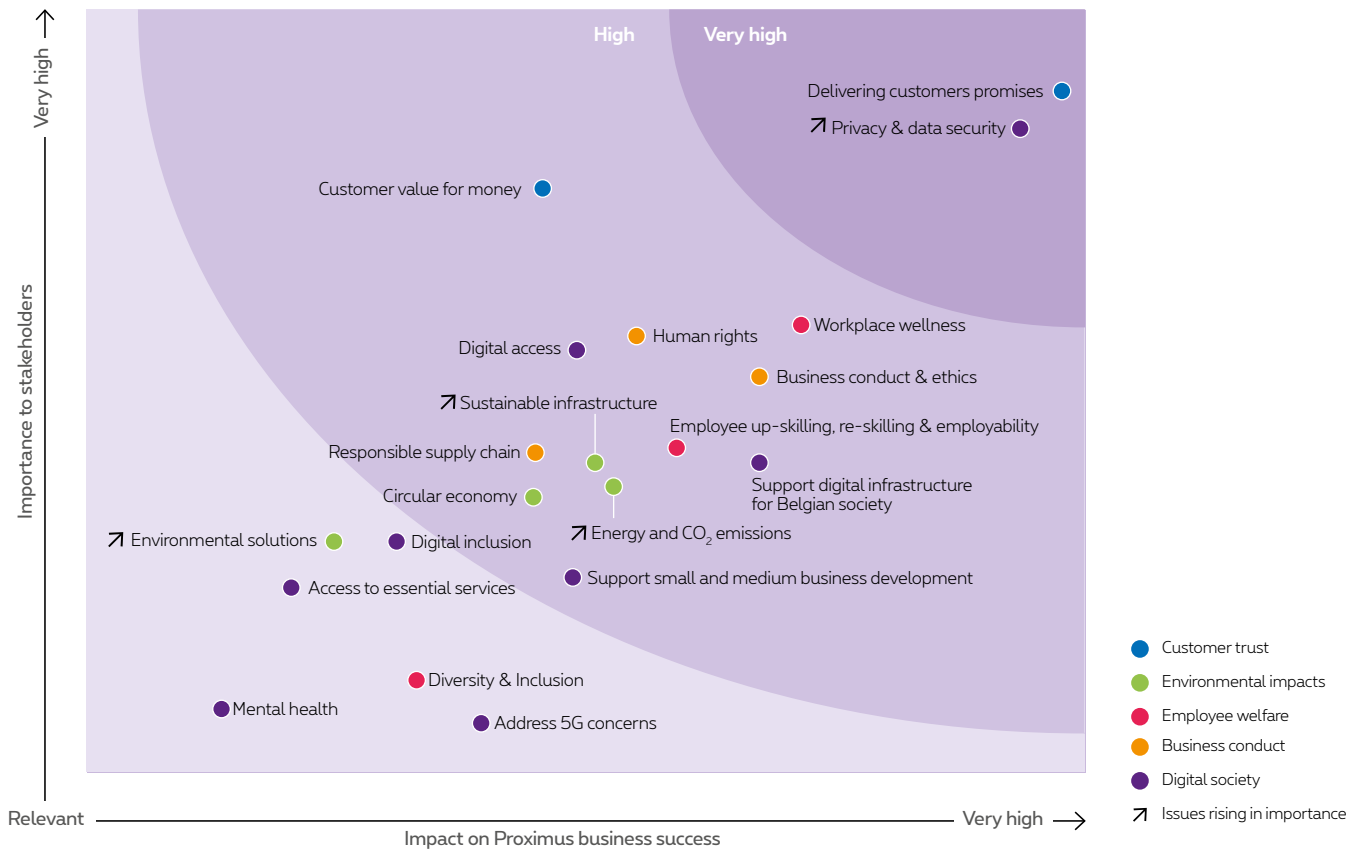 High
Very high
Very high
Delivering customers promises
Privacy & data security
Customer value for money
Importance to stakeholders
Workplace wellness
Human rights
Digital access
Business conduct & ethics
Sustainable infrastructure
Employee up-skilling, re-skilling & employability
Responsible supply chain
Support digital infrastructure
for Belgian society
Circular economy
Energy and CO₂ emissions
Environmental solutions
Digital inclusion
Support small and medium business development
Access to essential services
Diversity & Inclusion
Mental health
Address 5G concerns
Customer trust
Environmental impacts
Employee welfare
Business conduct
Digital society
Issues rising in importance
Relevant
Very high
Impact on Proximus business success